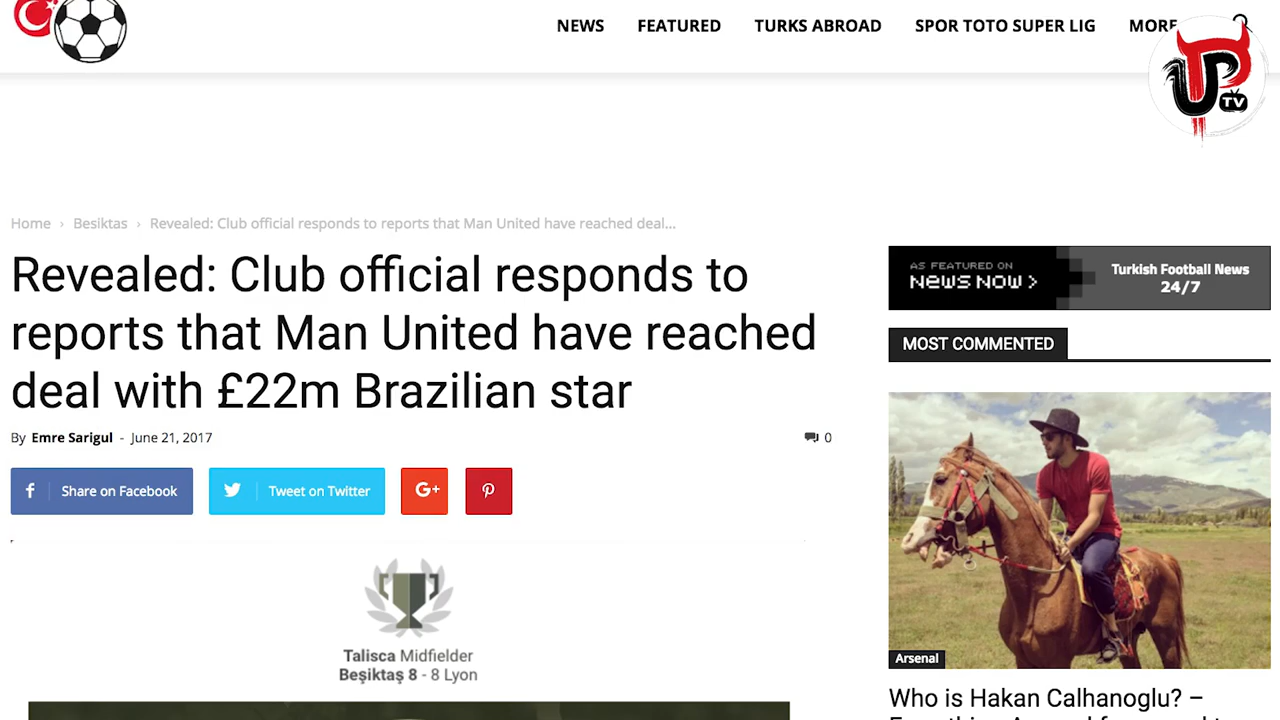 NEWS FEATURED TURKS ABROAD SPOR TOTO SUPER LIG MORE
UP
TV
Home › Besiktas › Revealed: Club official responds to reports that Man United have reached deal...
Revealed: Club official responds to
reports that Man United have reached
deal with £22m Brazilian star
By Emre Sarigul - June 21, 2017
0
Share on Facebook
Tweet on Twitter
G+
Talisca Midfielder
Beşiktaş 8 - 8 Lyon
AS FEATURED ON
NEWS NOW >
Turkish Football News
24/7
MOST COMMENTED
Arsenal
Who is Hakan Calhanoglu? –